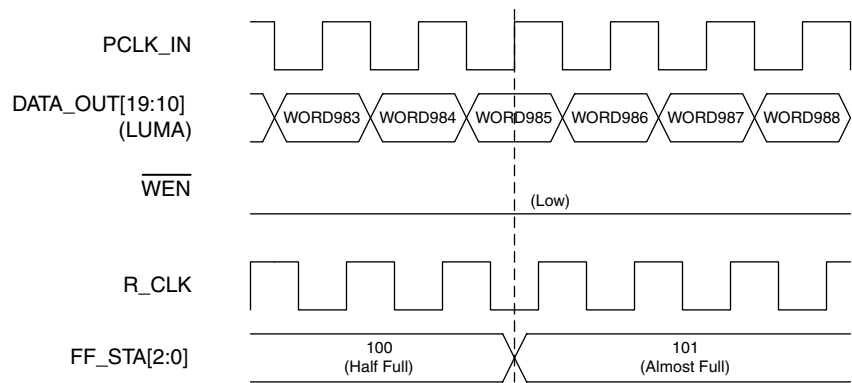 PCLK_IN
DATA_OUT[19:10]
(LUMA)
WORD983 WORD984 WORD985 WORD986 WORD987 WORD988
WEN
(Low)
R_CLK
FF_STA[2:0]
100
(Half Full)
101
(Almost Full)